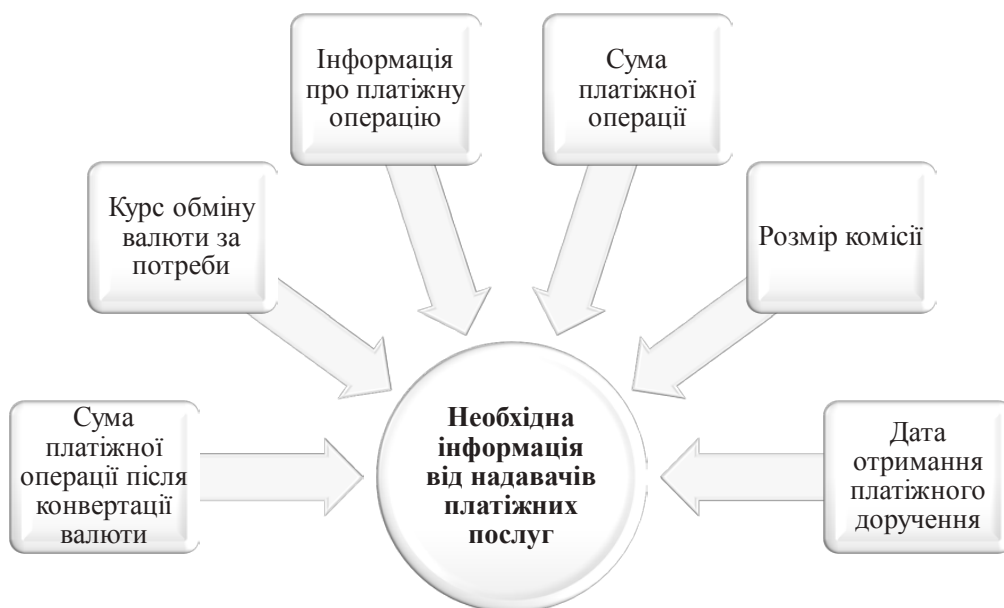 Інформація
про платіжну
операцію
Сума
платіжної
операції
Курс обміну
валюти за
потреби
Розмір комісії
Сума
платіжної
операції після
конвертації
валюти
Необхідна
інформація
від надавачів
платіжних
послуг
Дата
отримання
платіжного
доручення